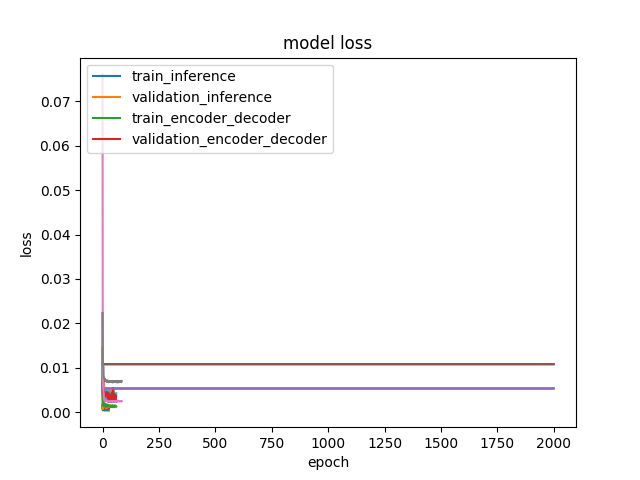 model loss
train_inference
validation_inference
train_encoder_decoder
validation_encoder_decoder
0.07
0.06
0.05
0.04
0.03
0.02
0.01
0.00
loss
0 250 500 750 1000 1250 1500 1750 2000
epoch